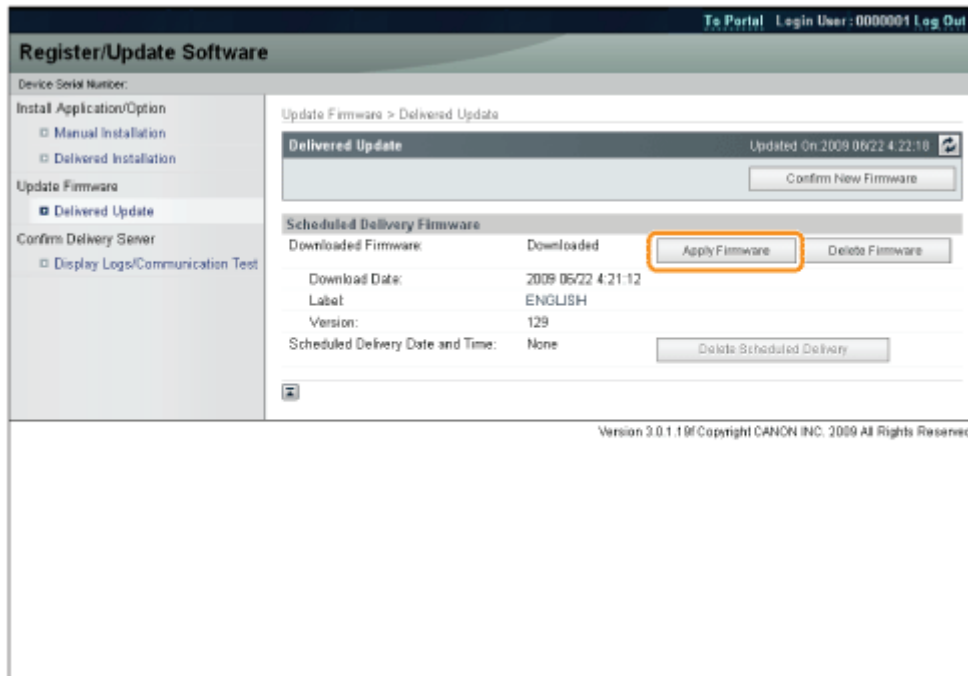 To Portal Login User : 0000001 Log Out
Register/Update Software
Device Serial Number:
Install Application/Option
Manual Installation
Delivered Installation
Update Firmware
Delivered Update
Confirm Delivery Server
Display Logs/Communication Test
Update Firmware > Delivered Update
Delivered Update Updated On:2009 06/22 4:22:18
Confirm New Firmware
Scheduled Delivery Firmware
Downloaded Firmware: Downloaded Apply Firmware Delete Firmware
Download Date: 2009 06/22 4:21:12
Label: ENGLISH
Version: 129
Scheduled Delivery Date and Time: None Delete Scheduled Delivery
Version 3.0.1.19f Copyright CANON INC. 2009 All Rights Reserved